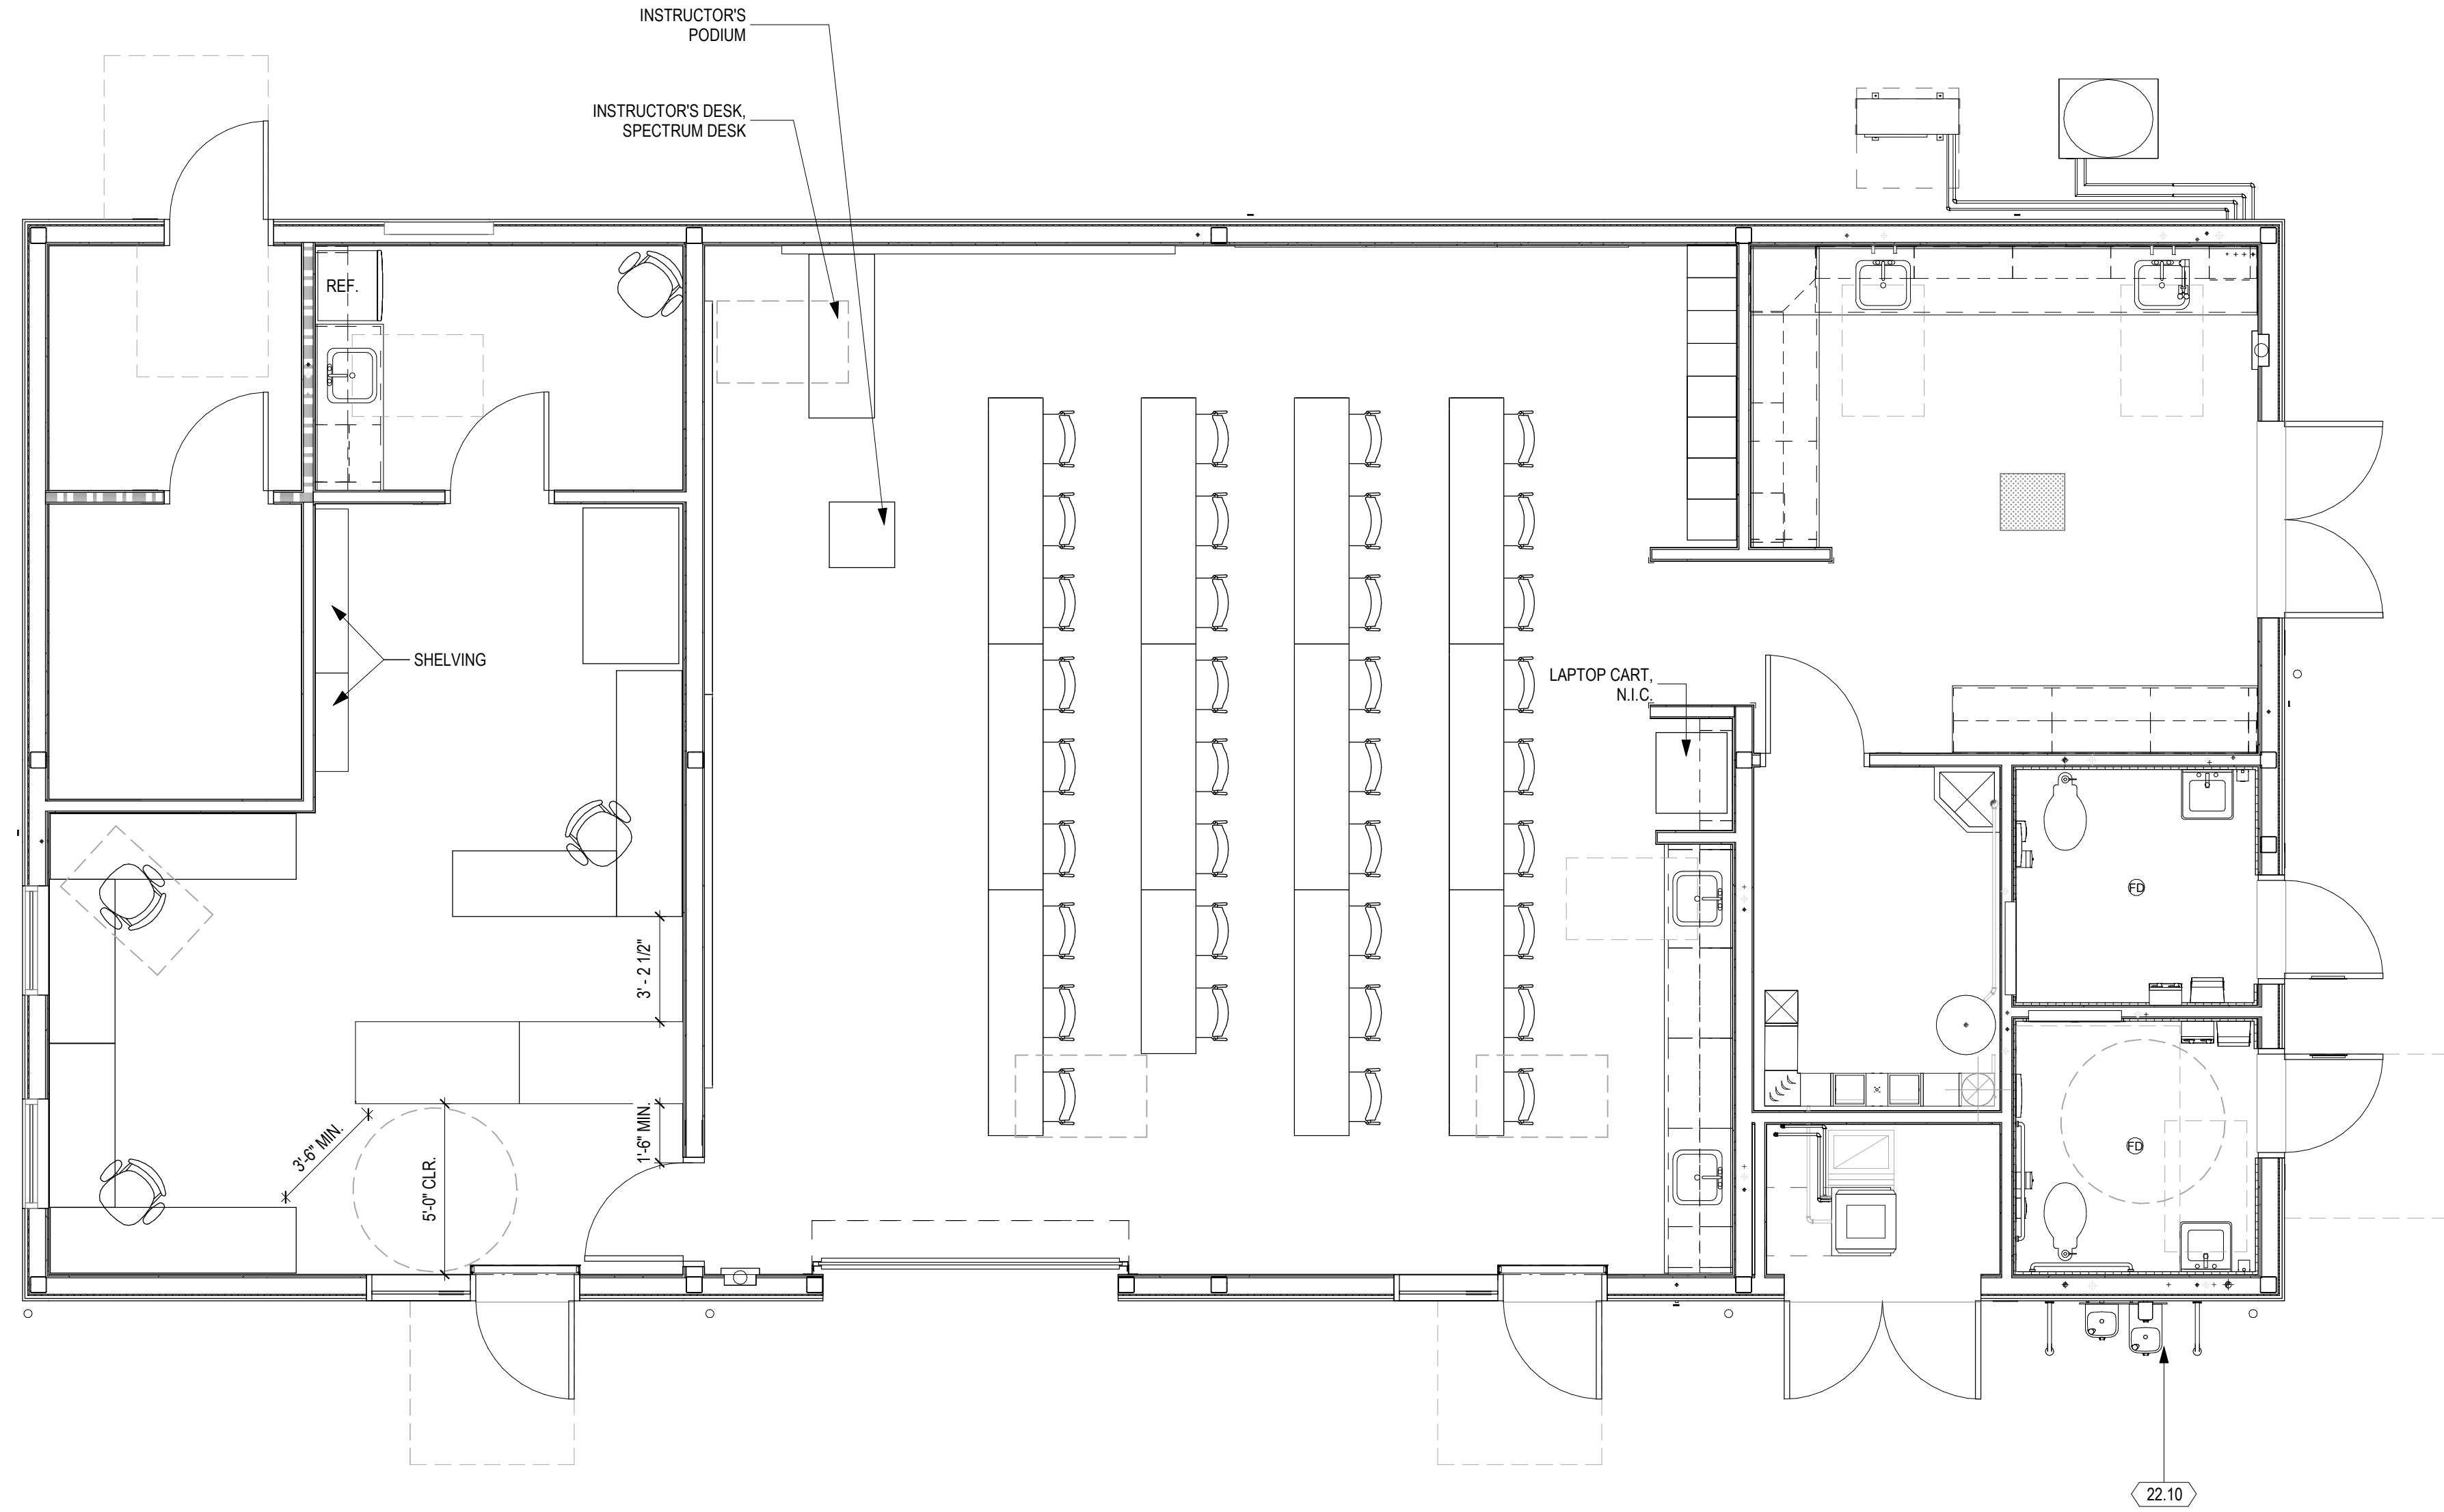 INSTRUCTOR'S
PODIUM
INSTRUCTOR'S DESK,
SPECTRUM DESK
REF.
SHELVING
LAPTOP CART,
N.I.C.
FD
3' - 2 1/2"
3'-6" MIN.
5'-0" CLR.
1'-6" MIN.
FD
22.10